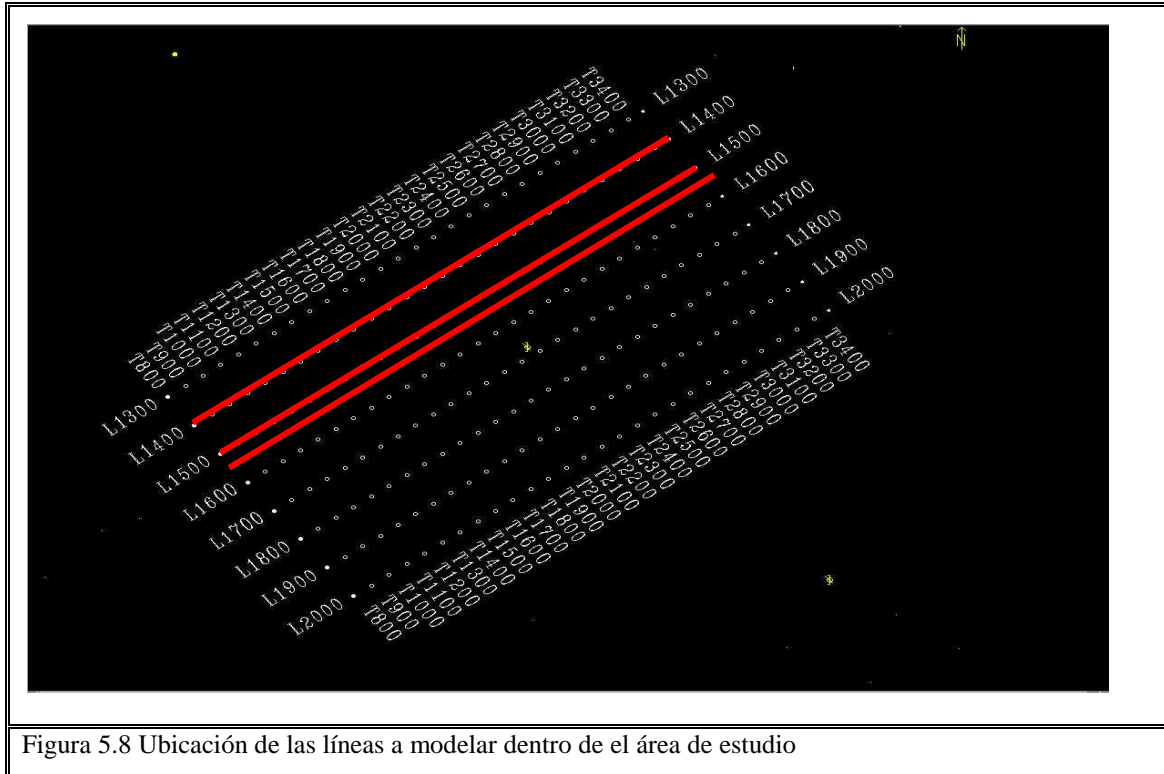 N
T3400
T3300
T3200
T3100
T3000
T2900
T2800
T2700
T2600
T2500
T2400
T2300
T2200
T2100
T2000
T1900
T1800
T1700
T1600
T1500
T1400
T1300
T1200
T1100
T1000
T900
T800
L1300
L1400
L1500
L1600
L1700
L1800
L1900
L2000
L1300
L1400
L1500
L1600
L1700
L1800
L1900
L2000
T3400
T3300
T3200
T3100
T3000
T2900
T2800
T2700
T2600
T2500
T2400
T2300
T2200
T2100
T2000
T1900
T1800
T1700
T1600
T1500
T1400
T1300
T1200
T1100
T1000
T900
T800
Figura 5.8 Ubicación de las líneas a modelar dentro de el área de estudio